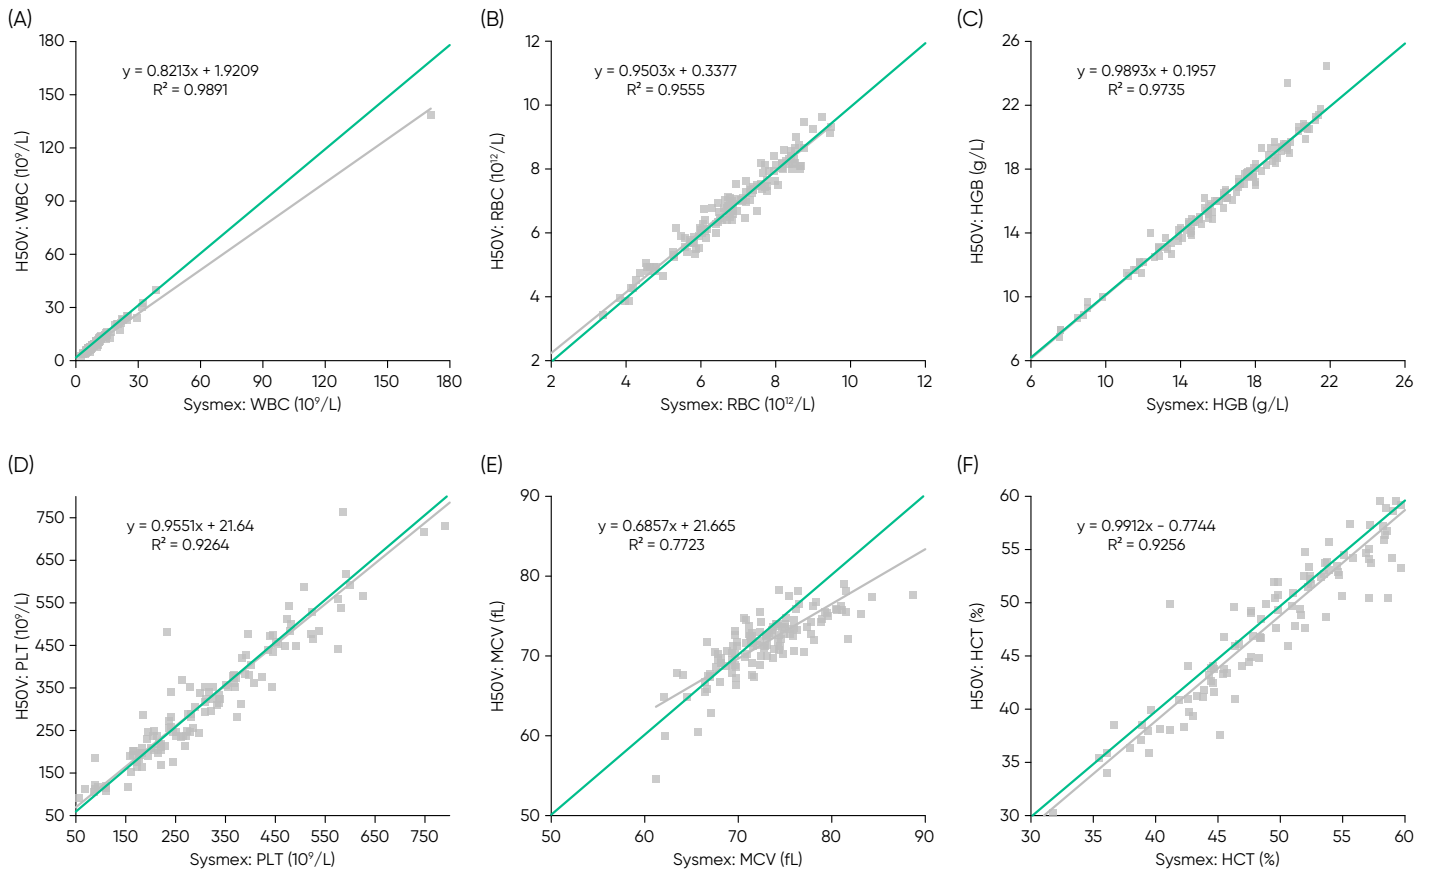 (A)
y = 0.8213x + 1.9209
R² = 0.9891
H50V: WBC (10⁹/L)
180
150
120
90
60
30
0
0 30 60 90 120 150 180
Sysmex: WBC (10⁹/L)
(B)
y = 0.9503x + 0.3377
R² = 0.9555
H50V: RBC (10¹²/L)
12
10
8
6
4
2
2 4 6 8 10 12
Sysmex: RBC (10¹²/L)
(C)
y = 0.9893x + 0.1957
R² = 0.9735
H50V: HGB (g/L)
26
22
18
14
10
6
6 10 14 18 22 26
Sysmex: HGB (g/L)
(D)
y = 0.9551x + 21.64
R² = 0.9264
H50V: PLT (10⁹/L)
750
650
550
450
350
250
150
50
50 150 250 350 450 550 650 750
Sysmex: PLT (10⁹/L)
(E)
y = 0.6857x + 21.665
R² = 0.7723
H50V: MCV (fL)
90
80
70
60
50
50 60 70 80 90
Sysmex: MCV (fL)
(F)
y = 0.9912x − 0.7744
R² = 0.9256
H50V: HCT (%)
60
55
50
45
40
35
30
30 35 40 45 50 55 60
Sysmex: HCT (%)